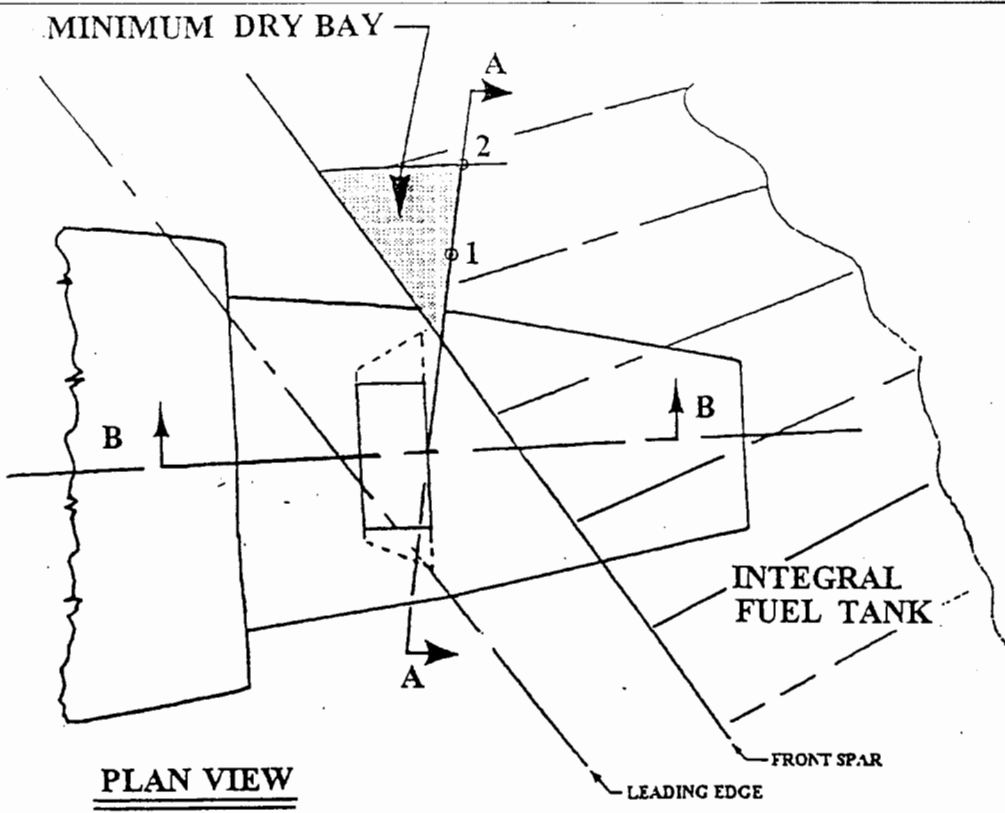 MINIMUM DRY BAY
A
2
1
B
B
INTEGRAL
FUEL TANK
A
FRONT SPAR
PLAN VIEW
LEADING EDGE